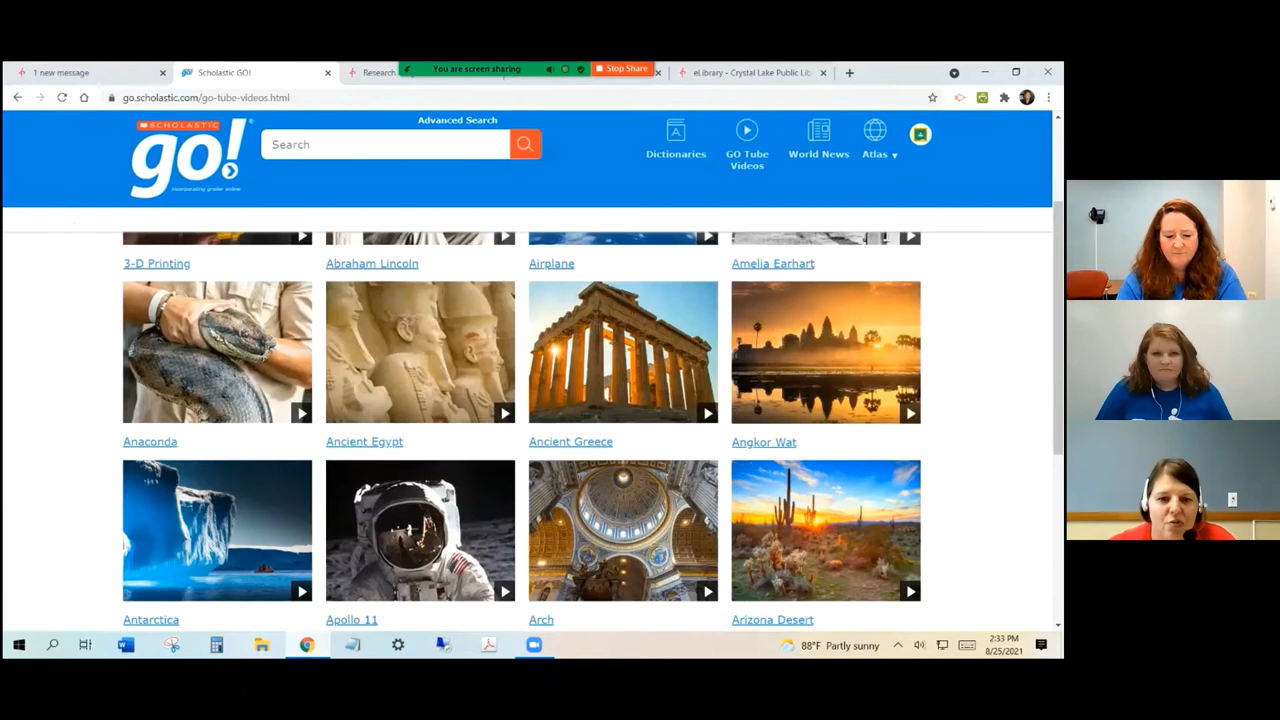 1 new message
Scholastic GO!
Research
You are screen sharing
Stop Share
eLibrary - Crystal Lake Public Lib
go.scholastic.com/go-tube-videos.html
SCHOLASTIC
go!
incorporating grolier online
Advanced Search
Search
Dictionaries
GO Tube
Videos
World News
Atlas
3-D Printing
Abraham Lincoln
Airplane
Amelia Earhart
Anaconda
Ancient Egypt
Ancient Greece
Angkor Wat
Antarctica
Apollo 11
Arch
Arizona Desert
88°F Partly sunny
2:33 PM
8/25/2021